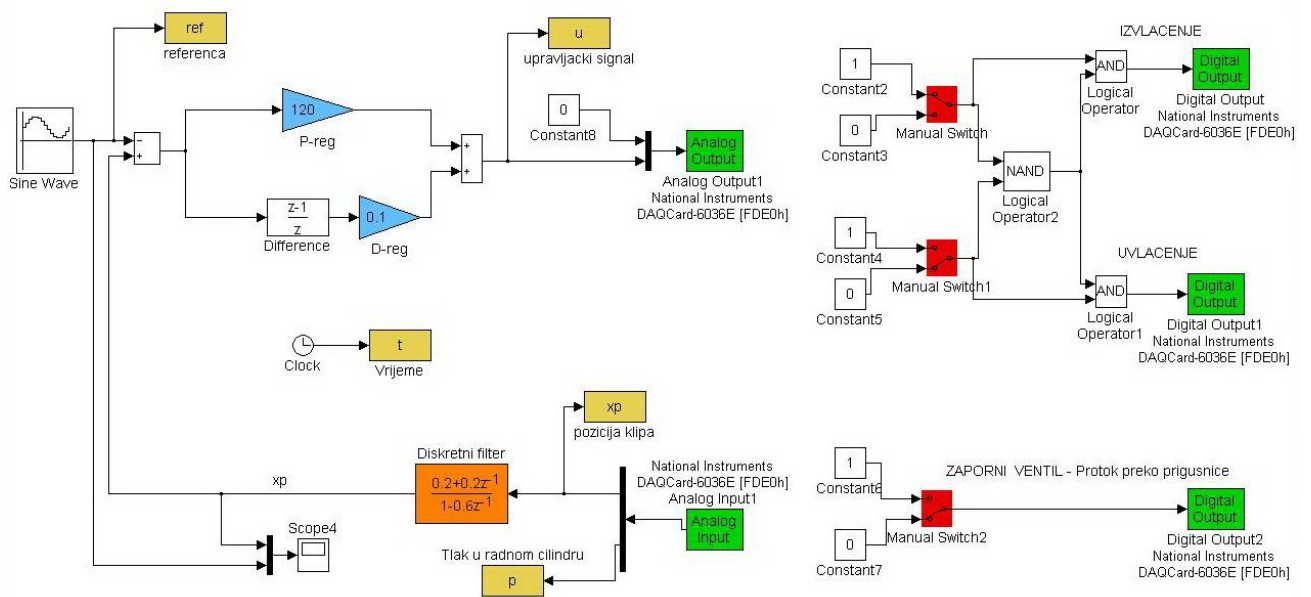 ref
referenca
Sine Wave
−
+
120
P-reg
z-1
z
Difference
0.1
D-reg
+
+
u
upravljacki signal
0
Constant8
Analog
Output
Analog Output1
National Instruments
DAQCard-6036E [FDE0h]
Clock
t
Vrijeme
xp
pozicija klipa
Diskretni filter
0.2+0.2z-1
1-0.6z-1
xp
Scope4
National Instruments
DAQCard-6036E [FDE0h]
Analog Input1
Analog
Input
Tlak u radnom cilindru
p
IZVLACENJE
1
Constant2
0
Constant3
Manual Switch
AND
Logical
Operator
Digital
Output
Digital Output
National Instruments
DAQCard-6036E [FDE0h]
NAND
Logical
Operator2
1
Constant4
0
Constant5
Manual Switch1
UVLACENJE
AND
Logical
Operator1
Digital
Output
Digital Output1
National Instruments
DAQCard-6036E [FDE0h]
ZAPORNI VENTIL - Protok preko prigusnice
1
Constant6
0
Constant7
Manual Switch2
Digital
Output
Digital Output2
National Instruments
DAQCard-6036E [FDE0h]